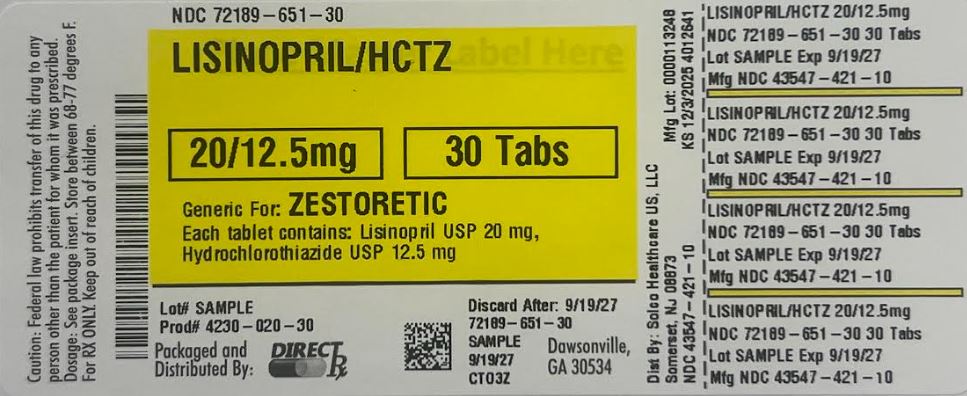 Caution: Federal law prohibits transfer of this drug to any
person other than the patient for whom it was prescribed.
Dosage: See package insert. Store between 68-77 degrees F.
For RX ONLY. Keep out of reach of children.
NDC 72189-651-30
Label Here
LISINOPRIL/HCTZ
20/12.5mg
30 Tabs
Generic For: ZESTORETIC
Each tablet contains: Lisinopril USP 20 mg,
Hydrochlorothiazide USP 12.5 mg
Lot# SAMPLE
Prod# 4230-020-30
Packaged and
Distributed By:
DIRECT Rx
Discard After: 9/19/27
72189-651-30
SAMPLE
9/19/27
CTO3Z
Dawsonville,
GA 30534
Mfg Lot: 0000113248
KS 12/3/2025 4012641
Dist By: Solco Healthcare US, LLC
Somerset, NJ 08873
NDC 43547-421-10
LISINOPRIL/HCTZ 20/12.5mg
NDC 72189-651-30 30 Tabs
Lot SAMPLE Exp 9/19/27
Mfg NDC 43547-421-10
LISINOPRIL/HCTZ 20/12.5mg
NDC 72189-651-30 30 Tabs
Lot SAMPLE Exp 9/19/27
Mfg NDC 43547-421-10
LISINOPRIL/HCTZ 20/12.5mg
NDC 72189-651-30 30 Tabs
Lot SAMPLE Exp 9/19/27
Mfg NDC 43547-421-10
LISINOPRIL/HCTZ 20/12.5mg
NDC 72189-651-30 30 Tabs
Lot SAMPLE Exp 9/19/27
Mfg NDC 43547-421-10